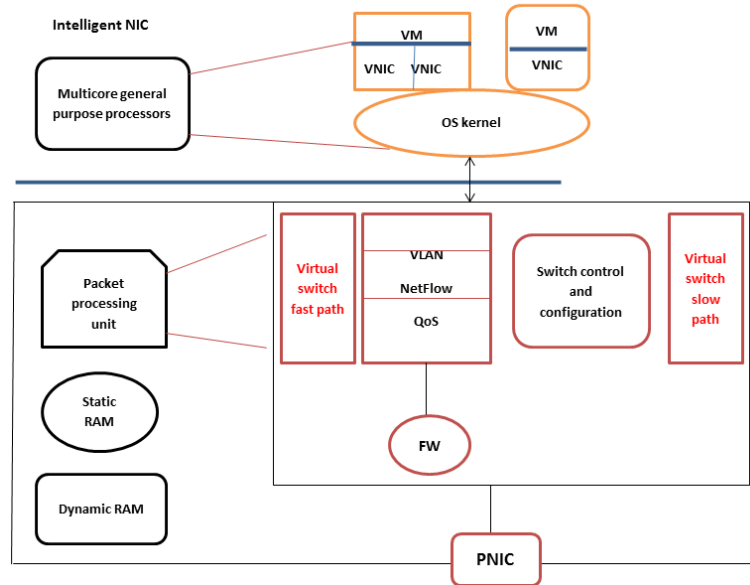 Intelligent NIC
VM
VNIC
VNIC
VM
VNIC
Multicore general
purpose processors
OS kernel
Packet
processing
unit
Virtual
switch
fast path
VLAN
NetFlow
QoS
Switch control
and
configuration
Virtual
switch
slow
path
Static
RAM
FW
Dynamic RAM
PNIC